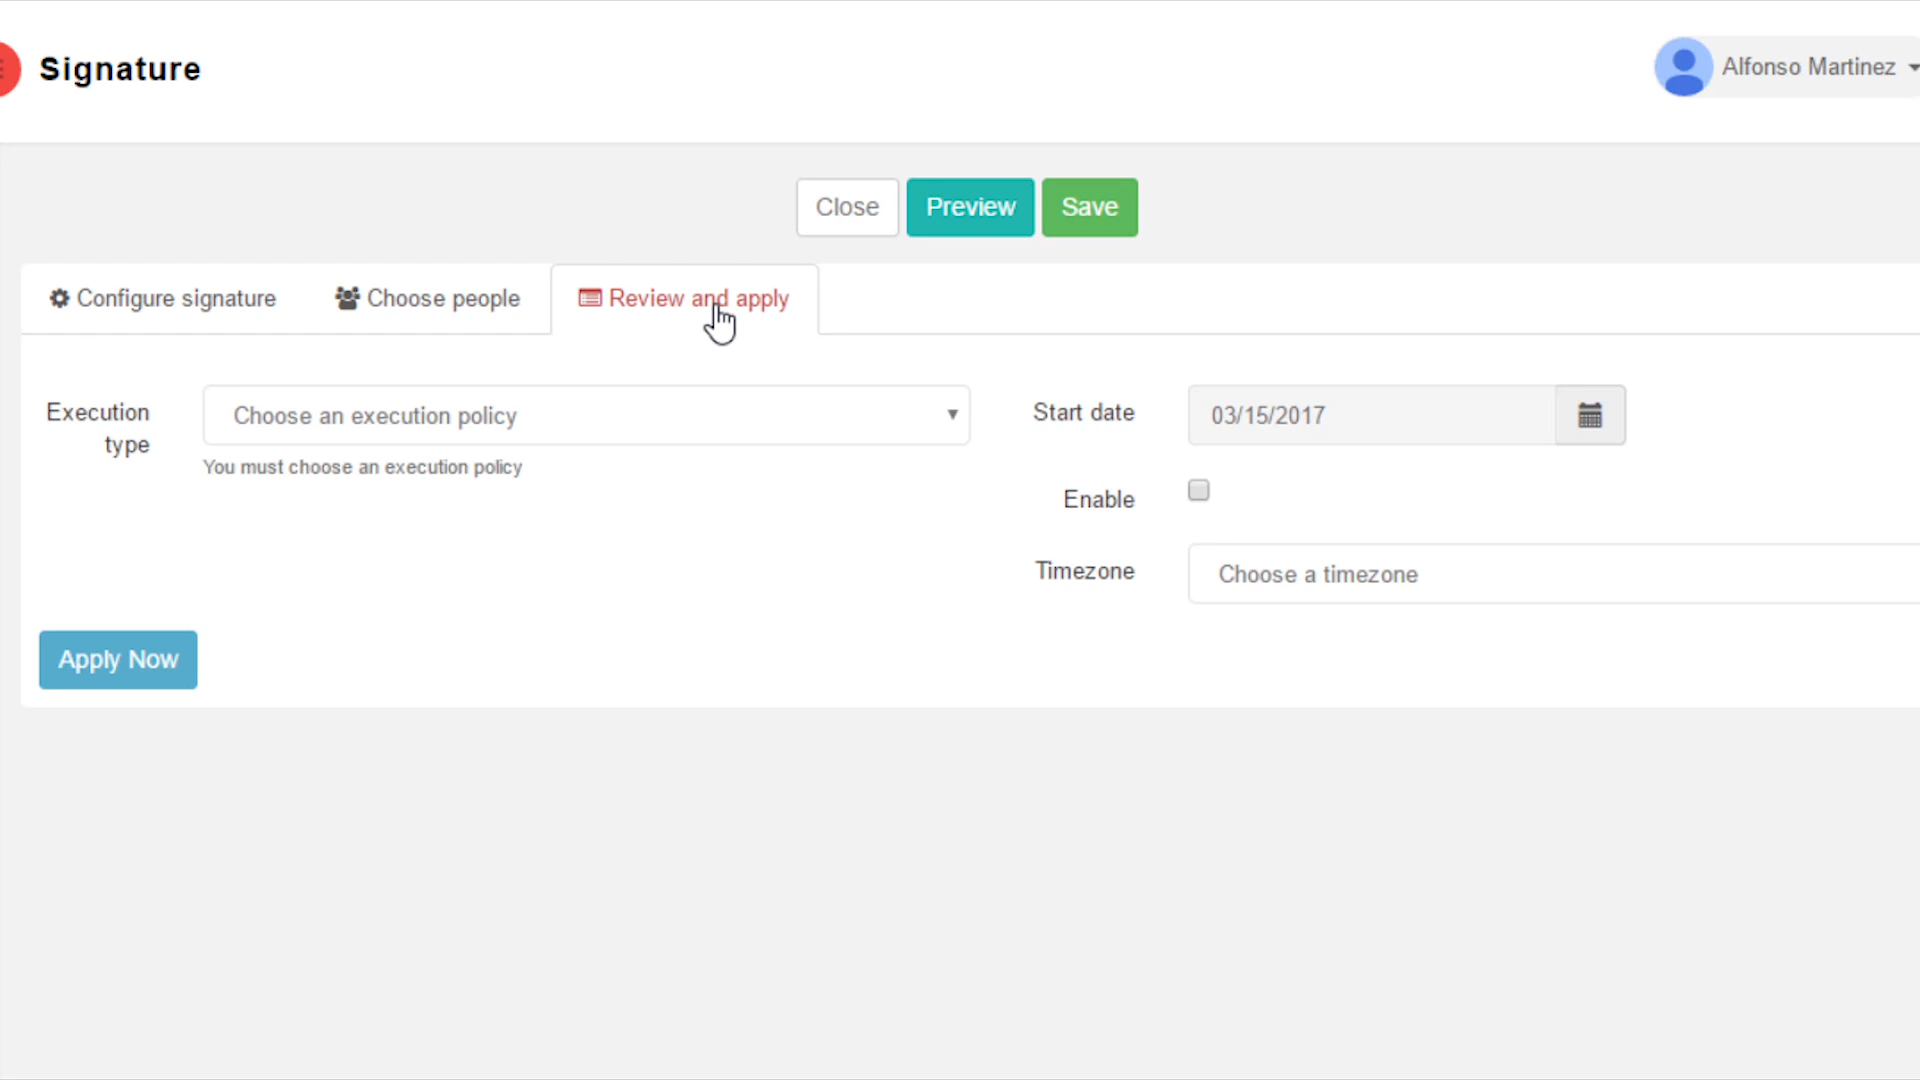 Signature
Alfonso Martinez
Close
Preview
Save
Configure signature
Choose people
Review and apply
Execution
type
Choose an execution policy
You must choose an execution policy
Start date
03/15/2017
Enable
Timezone
Choose a timezone
Apply Now